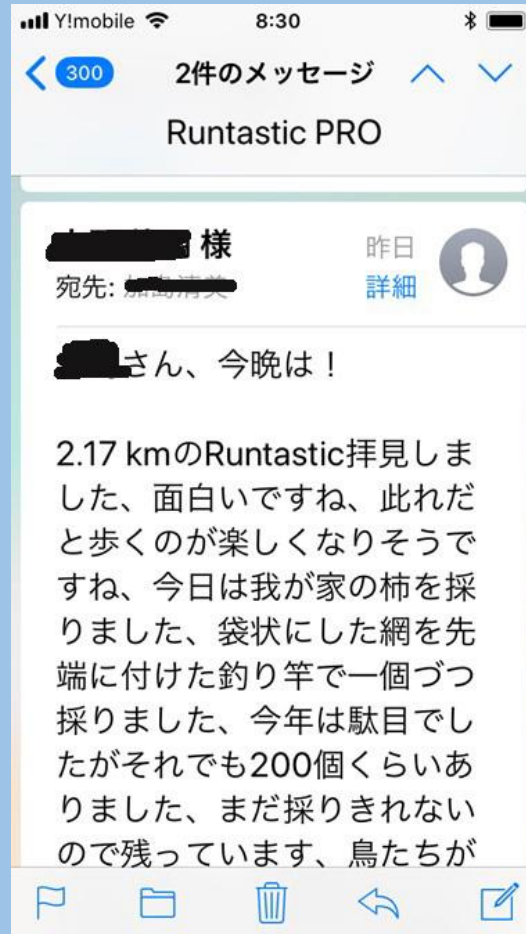 Y!mobile 8:30
300 2件のメッセージ
Runtastic PRO
様 昨日
宛先: 詳細
さん、今晩は！
2.17 kmのRuntastic拝見しま
した、面白いですね、此れだ
と歩くのが楽しくなりそうで
すね、今日は我が家の柿を採
りました、袋状にした網を先
端に付けた釣り竿で一個づつ
採りました、今年は駄目でし
たがそれでも200個くらいあ
りました、まだ採りきれない
ので残っています、鳥たちが